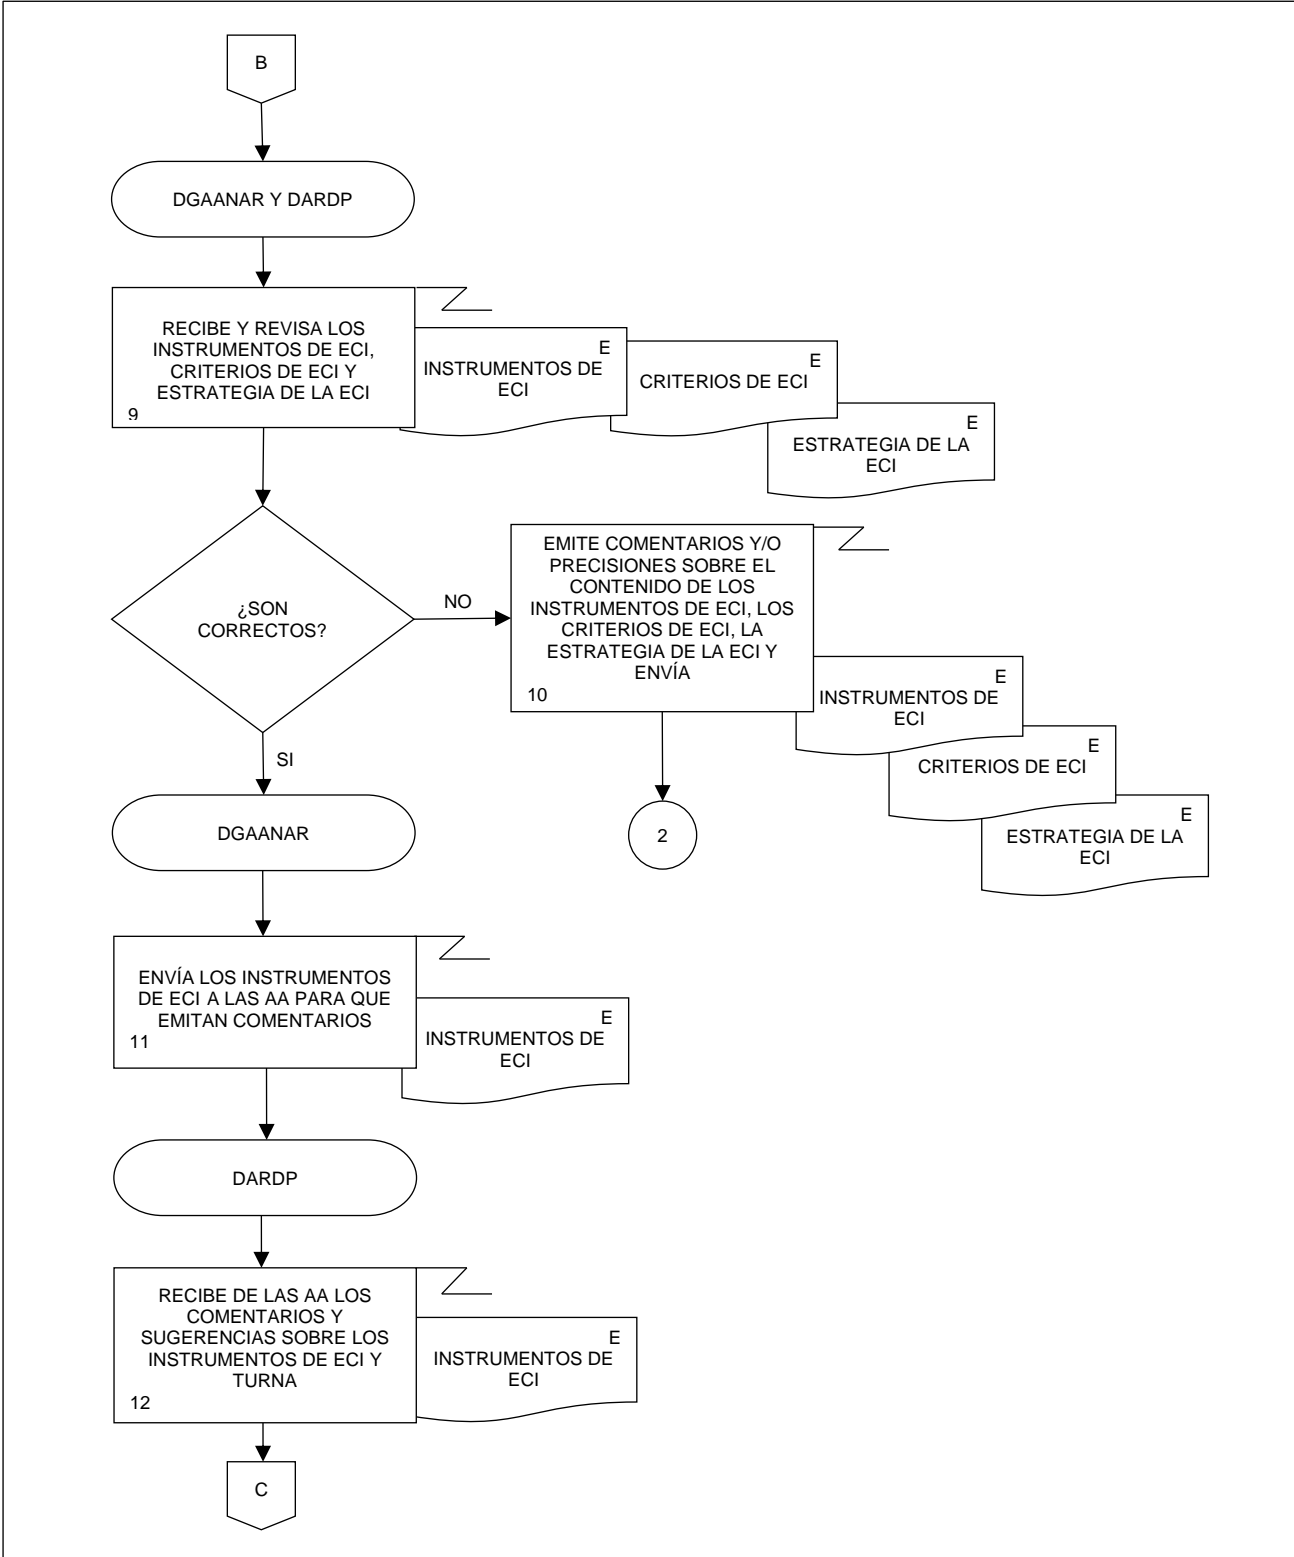 B
DGAANAR Y DARDP
RECIBE Y REVISA LOS
INSTRUMENTOS DE ECI,
CRITERIOS DE ECI Y
ESTRATEGIA DE LA ECI
9
E
INSTRUMENTOS DE
ECI
E
CRITERIOS DE ECI
E
ESTRATEGIA DE LA
ECI
¿SON
CORRECTOS?
NO
EMITE COMENTARIOS Y/O
PRECISIONES SOBRE EL
CONTENIDO DE LOS
INSTRUMENTOS DE ECI, LOS
CRITERIOS DE ECI, LA
ESTRATEGIA DE LA ECI Y
ENVÍA
10
E
INSTRUMENTOS DE
ECI
E
CRITERIOS DE ECI
E
ESTRATEGIA DE LA
ECI
2
SI
DGAANAR
ENVÍA LOS INSTRUMENTOS
DE ECI A LAS AA PARA QUE
EMITAN COMENTARIOS
11
E
INSTRUMENTOS DE
ECI
DARDP
RECIBE DE LAS AA LOS
COMENTARIOS Y
SUGERENCIAS SOBRE LOS
INSTRUMENTOS DE ECI Y
TURNA
12
E
INSTRUMENTOS DE
ECI
C